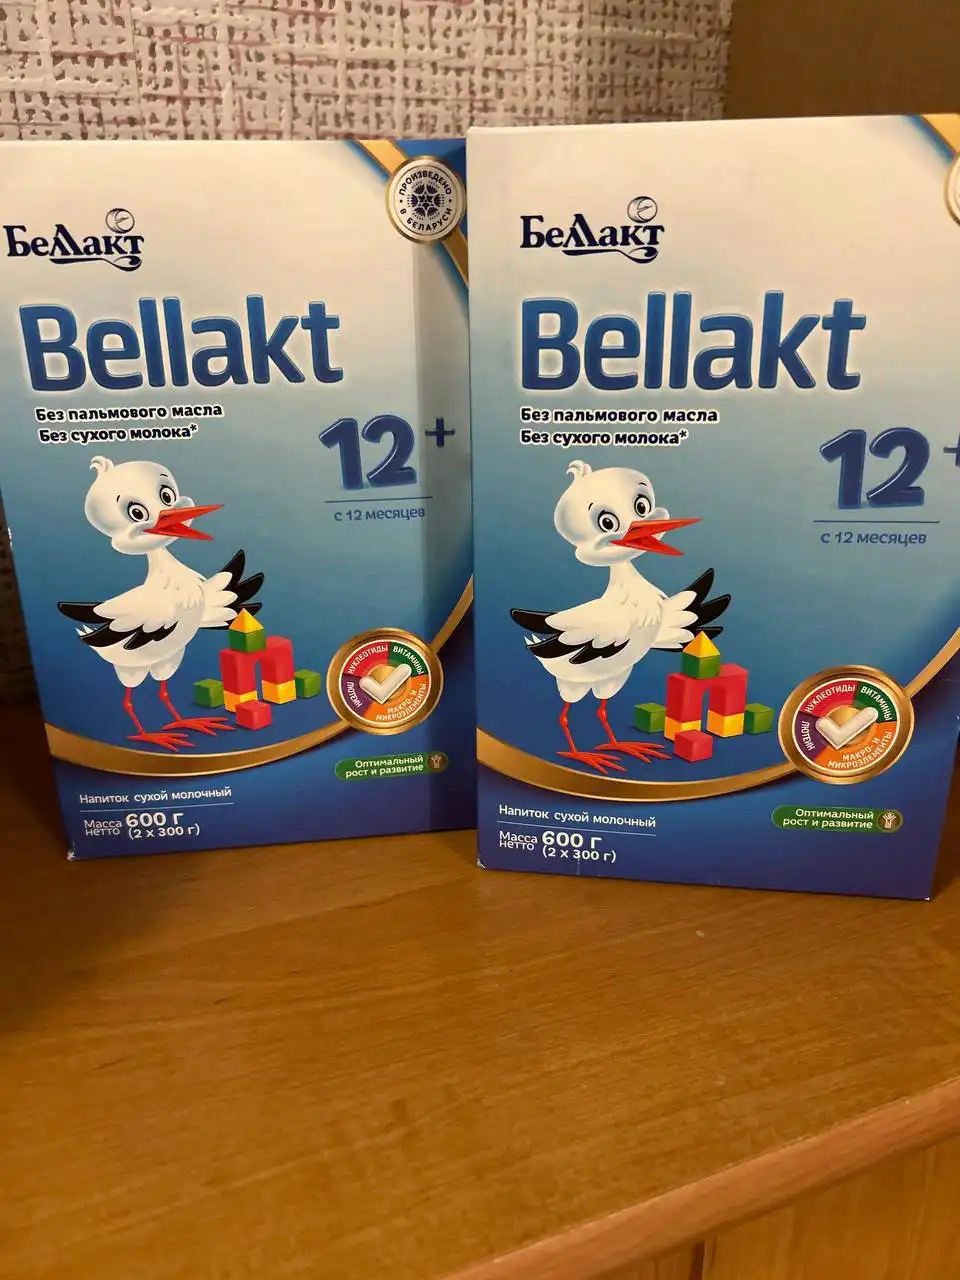 ПРОИЗВЕДЕНО
В БЕЛАРУСИ
Беллакт
Bellakt
Без пальмового масла
Без сухого молока*
12+
с 12 месяцев
НУКЛЕОТИДЫ
ВИТАМИНЫ
ЛЮТЕИН
МАКРО- И
МИКРОЭЛЕМЕНТЫ
Оптимальный
рост и развитие
Напиток сухой молочный
Масса нетто 600 г
(2 х 300 г)
Беллакт
Bellakt
Без пальмового масла
Без сухого молока*
12+
с 12 месяцев
НУКЛЕОТИДЫ
ВИТАМИНЫ
ЛЮТЕИН
МАКРО- И
МИКРОЭЛЕМЕНТЫ
Оптимальный
рост и развитие
Напиток сухой молочный
Масса нетто 600 г
(2 х 300 г)